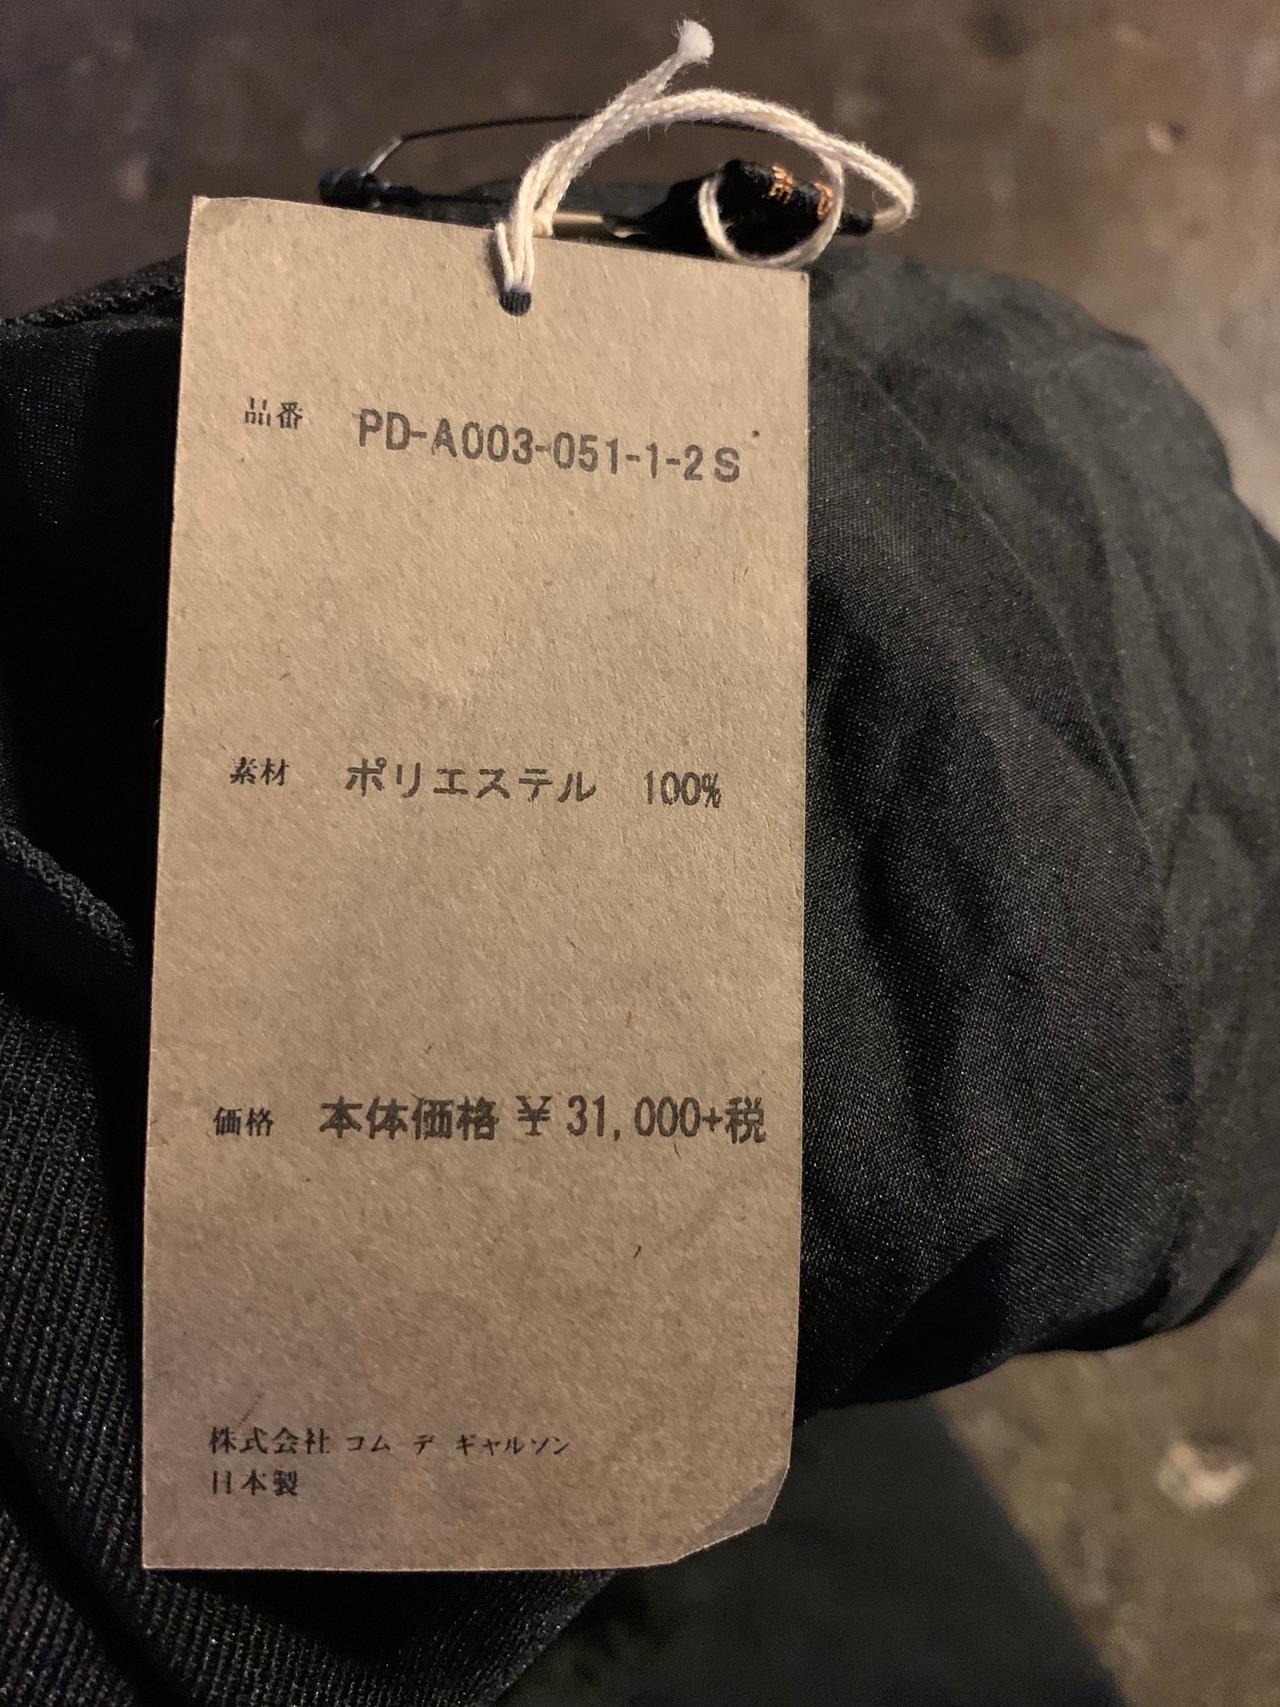 品番 PD-A003-051-1-2S
素材 ポリエステル 100%
価格 本体価格 ¥31,000+税
株式会社 コム デ ギャルソン
日本製